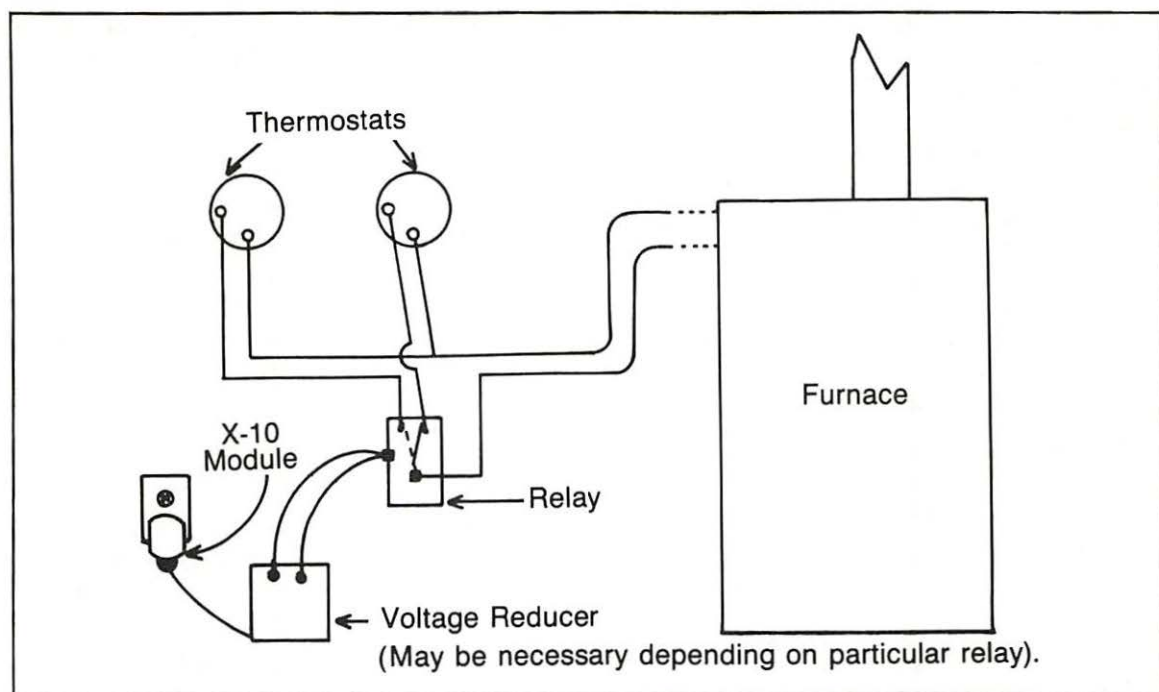 Thermostats
Furnace
X-10
Module
Relay
Voltage Reducer
(May be necessary depending on particular relay).